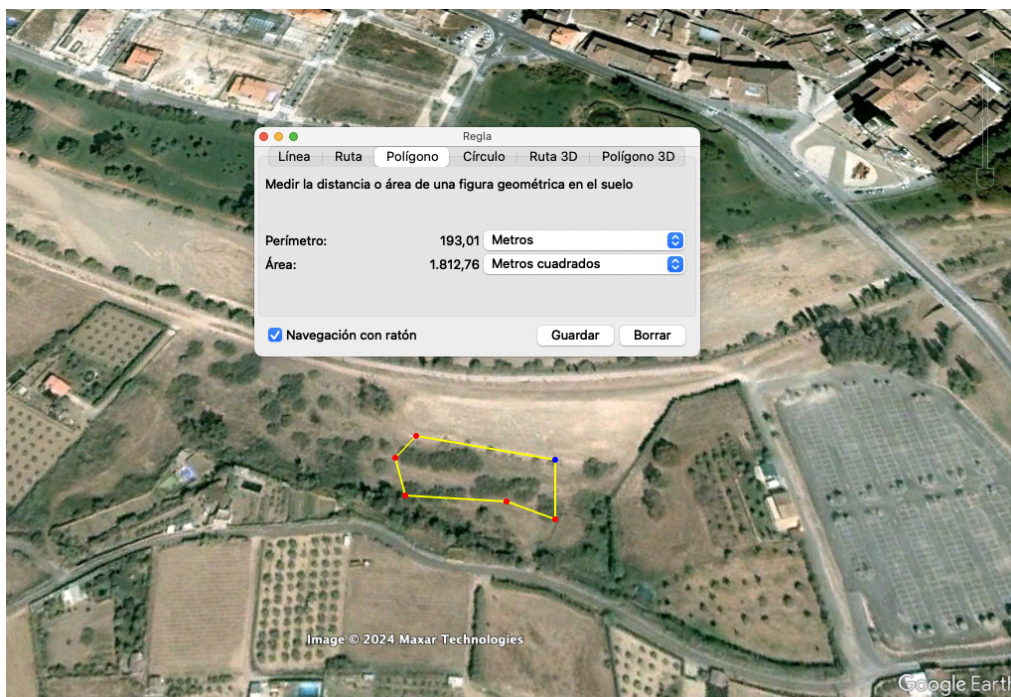 Regla
Línea Ruta Polígono Círculo Ruta 3D Polígono 3D
Medir la distancia o área de una figura geométrica en el suelo
Perímetro: 193,01 Metros
Área: 1.812,76 Metros cuadrados
Navegación con ratón Guardar Borrar
Image © 2024 Maxar Technologies
Google Earth